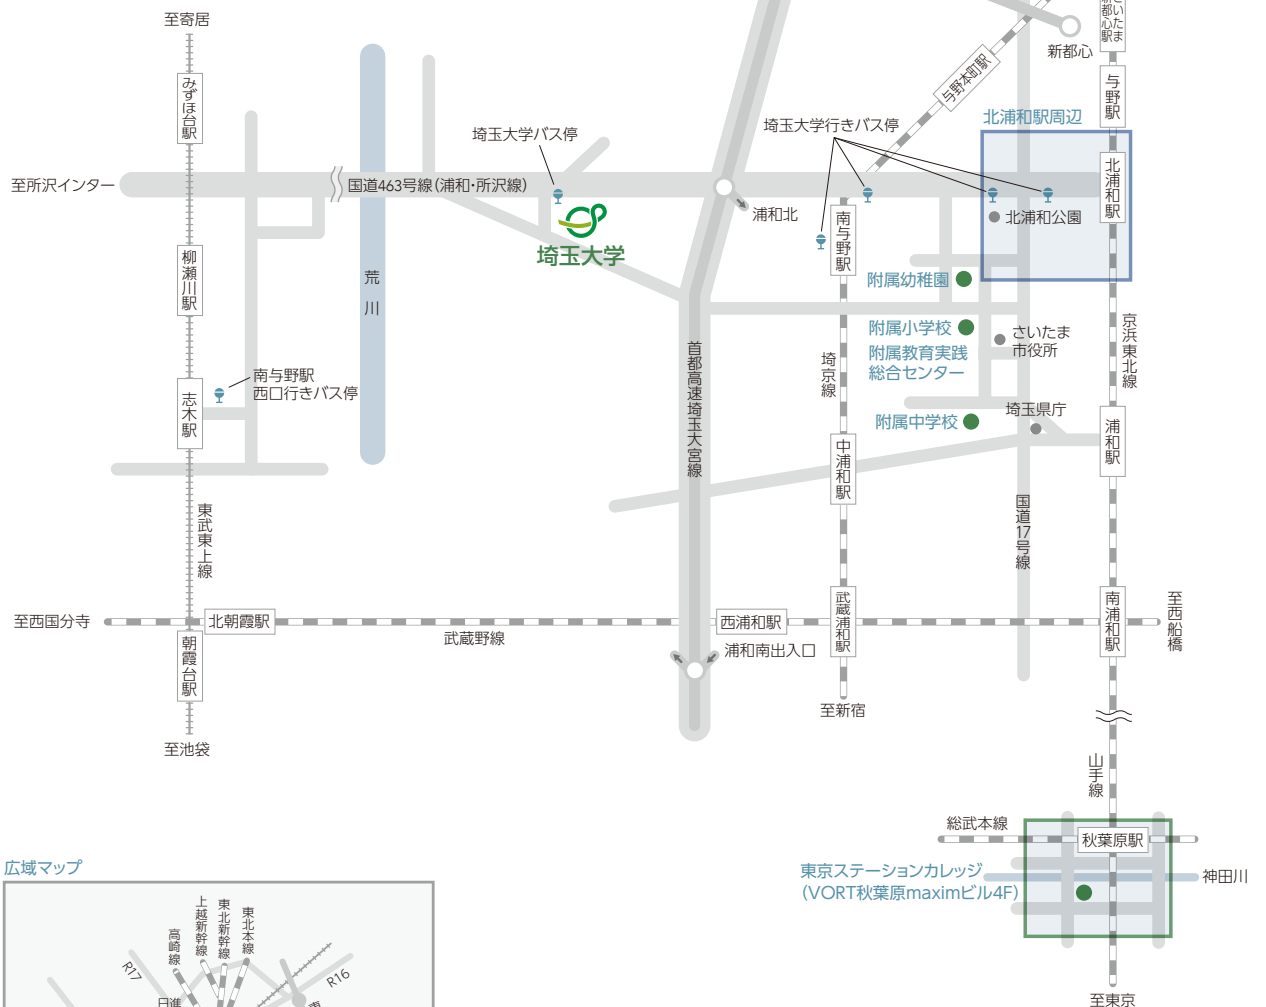 至寄居
さいたま
新都心駅
新都心
みずほ台駅
与野本町駅
与野駅
北浦和駅周辺
埼玉大学バス停
埼玉大学行きバス停
至所沢インター
国道463号線(浦和・所沢線)
北浦和駅
浦和北
南与野駅
北浦和公園
埼玉大学
柳瀬川駅
荒川
附属幼稚園
附属小学校
さいたま
市役所
附属教育実践
総合センター
京浜東北線
首都高速埼玉大宮線
埼京線
南与野駅
西口行きバス停
志木駅
附属中学校
埼玉県庁
浦和駅
中浦和駅
国道17号線
東武東上線
至西国分寺
北朝霞駅
武蔵野線
西浦和駅
武蔵浦和駅
南浦和駅
至西船橋
朝霞台駅
浦和南出入口
至新宿
至池袋
山手線
総武本線
秋葉原駅
東京ステーションカレッジ
(VORT秋葉原maximビル4F)
神田川
至東京
広域マップ
高崎線
上越新幹線
東北新幹線
東北本線
R17
R16
日進
東